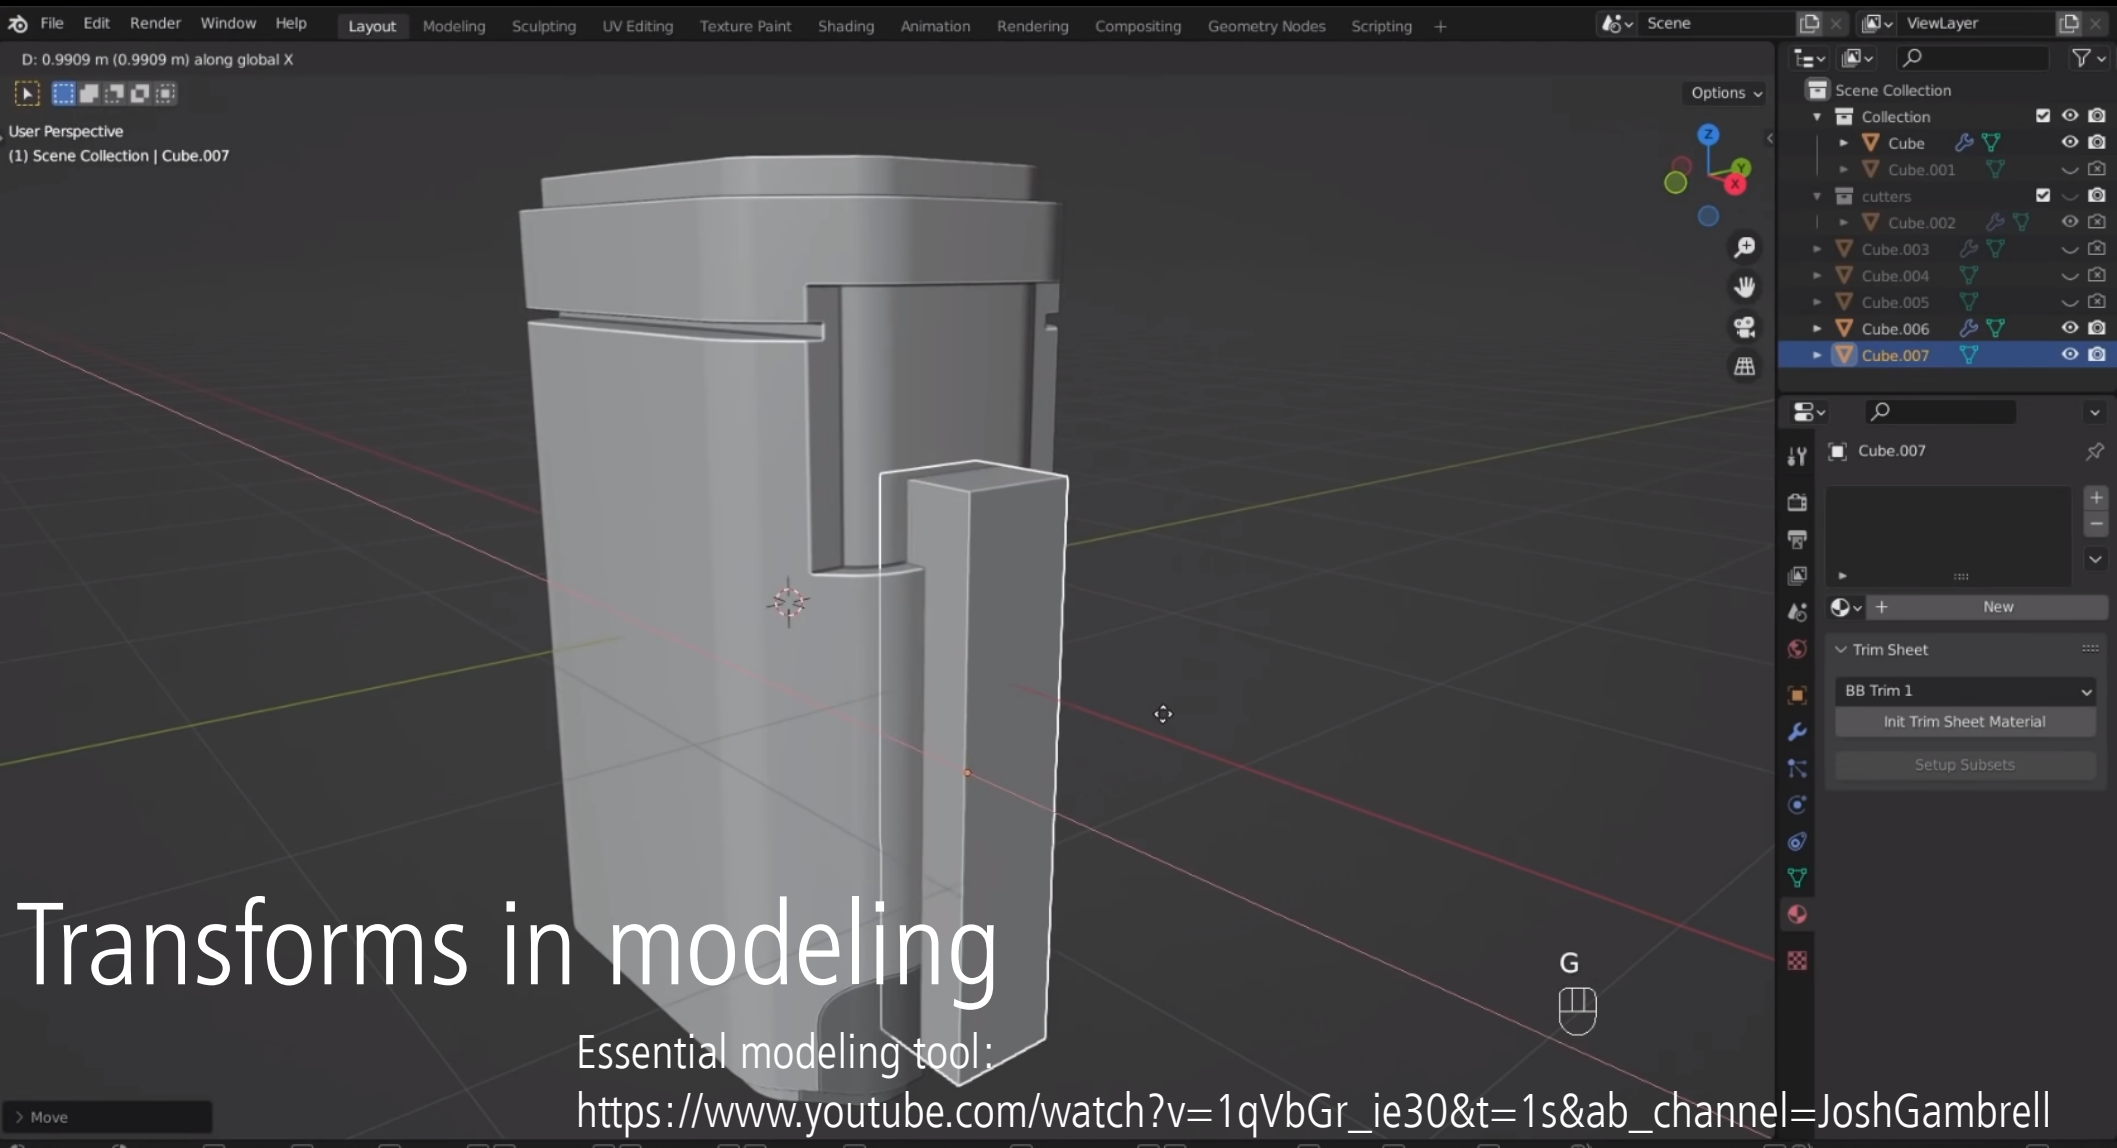 File Edit Render Window Help Layout Modeling Sculpting UV Editing Texture Paint Shading Animation Rendering Compositing Geometry Nodes Scripting + Scene ViewLayer
D: 0.9909 m (0.9909 m) along global X
Options
User Perspective
(1) Scene Collection | Cube.007
Z
Y
X
Scene Collection
Collection
Cube
Cube.001
cutters
Cube.002
Cube.003
Cube.004
Cube.005
Cube.006
Cube.007
Cube.007
New
Trim Sheet
BB Trim 1
Init Trim Sheet Material
Setup Subsets
G
Transforms in modeling
Essential modeling tool:
https://www.youtube.com/watch?v=1qVbGr_ie30&t=1s&ab_channel=JoshGambrell
Move